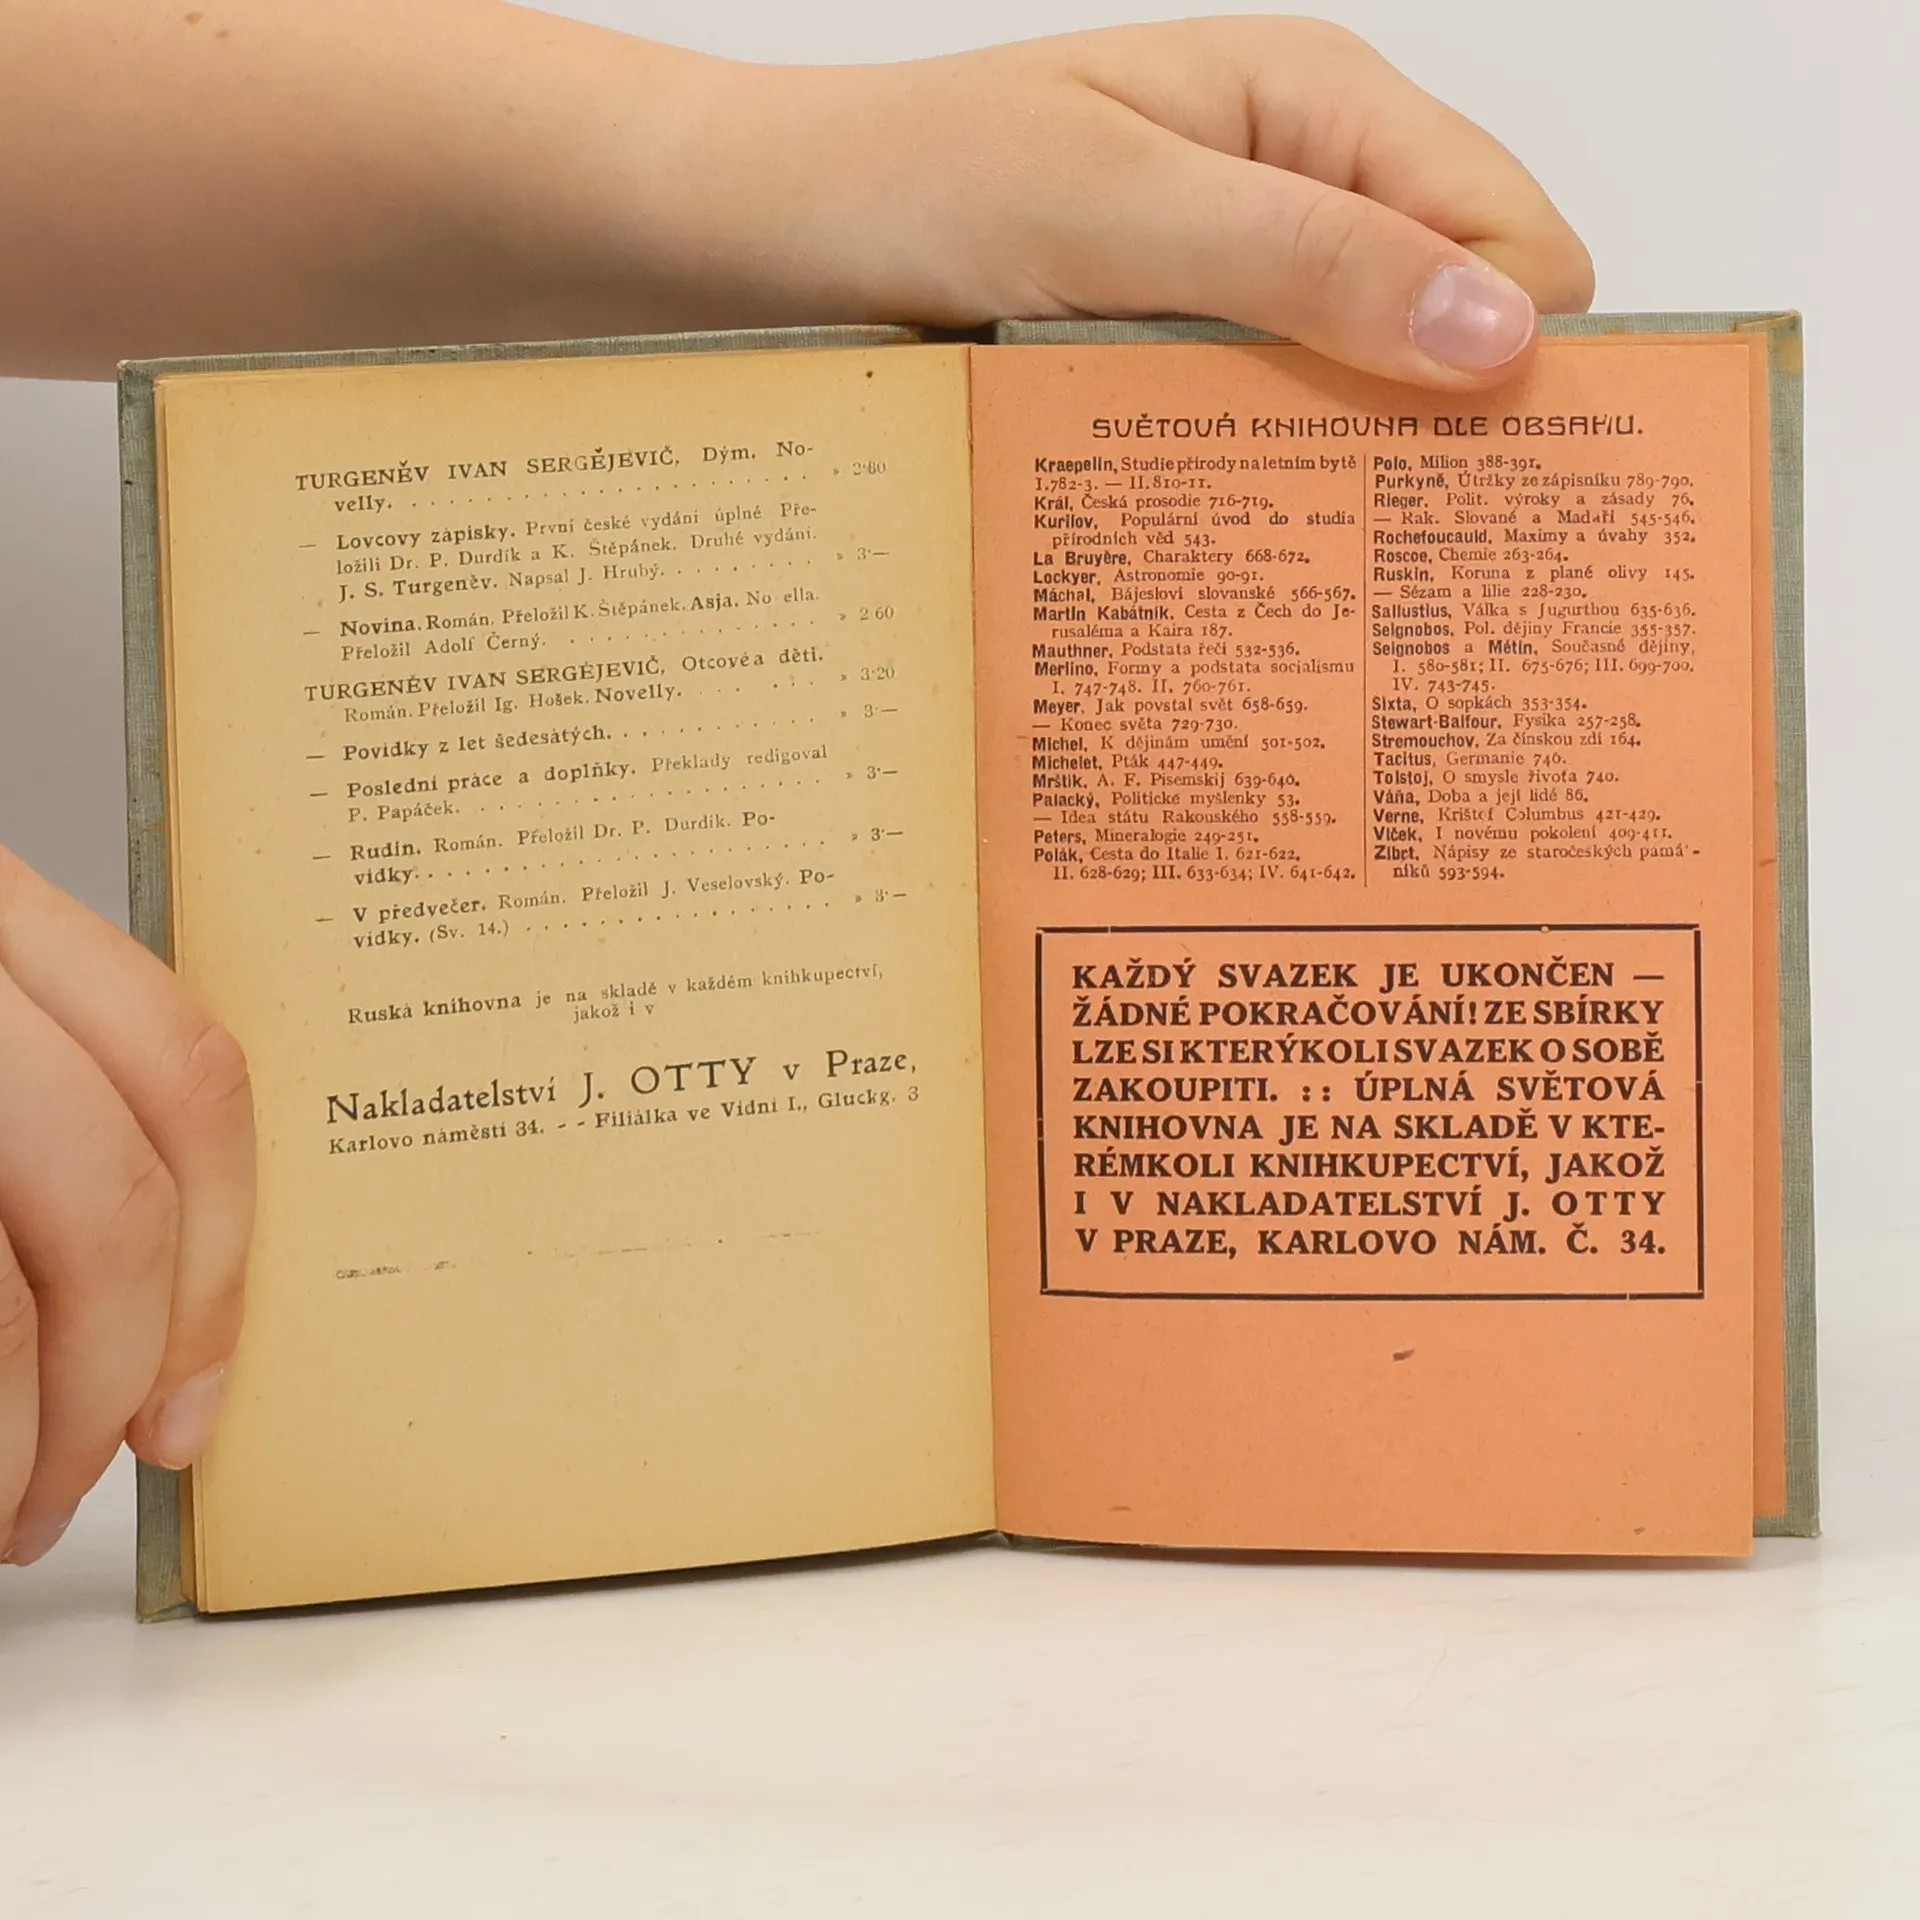 TURGENĚV IVAN SERGĚJEVIČ, Dým. No-
velly. . . . . . . . . . . . . . . . . . . . . . » 2·80
— Lovcovy zápisky. První české vydání úplné Pře-
ložili Dr. P. Durdík a K. Štěpánek. Druhé vydání.
J. S. Turgeněv. Napsal J. Hrubý. . . . . . . . . » 3·—
— Novina. Román. Přeložil K. Štěpánek. Asja. No ella.
Přeložil Adolf Černý. . . . . . . . . . . . . . » 2 60
TURGENĚV IVAN SERGĚJEVIČ, Otcové a děti.
Román. Přeložil Ig. Hošek. Novelly. . . . . . . » 3·20
— Povídky z let šedesátých. . . . . . . . . . » 3·—
— Poslední práce a doplňky. Překlady redigoval
P. Papáček. . . . . . . . . . . . . . . . . . » 3·—
— Rudin. Román. Přeložil Dr. P. Durdík. Po-
vídky. . . . . . . . . . . . . . . . . . . . . » 3·—
— V předvečer. Román. Přeložil J. Veselovský. Po-
vídky. (Sv. 14.) . . . . . . . . . . . . . . . » 3·—
Ruská knihovna je na skladě v každém knihkupectví,
jakož i v
Nakladatelství J. OTTY v Praze,
Karlovo náměstí 34. - - Filiálka ve Vídni I., Gluckg. 3
SVĚTOVÁ KNIHOVNA DLE OBSAHU.
Kraepelin, Studie přírody na letním bytě
I. 782-3. — II. 810-11.
Král, Česká prosodie 716-719.
Kurilov, Populární úvod do studia
přírodních věd 543.
La Bruyère, Charaktery 668-672.
Lockyer, Astronomie 90-91.
Máchal, Bájesloví slovanské 566-567.
Martin Kabátník, Cesta z Čech do Je-
rusaléma a Kaira 187.
Mauthner, Podstata řeči 532-536.
Merlino, Formy a podstata socialismu
I. 747-748. II. 760-761.
Meyer, Jak povstal svět 658-659.
— Konec světa 729-730.
Michel, K dějinám umění 501-502.
Michelet, Pták 447-449.
Mrštík, A. F. Pisemskij 639-640.
Palacký, Politické myšlenky 53.
— Idea státu Rakouského 558-559.
Peters, Mineralogie 249-251.
Polák, Cesta do Italie I. 621-622,
II. 628-629; III. 633-634; IV. 641-642.
Polo, Milion 388-391.
Purkyně, Útržky ze zápisníku 789-790.
Rieger, Polit. výroky a zásady 76.
— Rak. Slované a Maďaři 545-546.
Rochefoucauld, Maximy a úvahy 352.
Roscoe, Chemie 263-264.
Ruskin, Koruna z plané olivy 145.
— Sézam a lilie 228-230.
Sallustius, Válka s Jugurthou 635-636.
Seignobos, Pol. dějiny Francie 355-357.
Seignobos a Métin, Současné dějiny,
I. 580-581; II. 675-676; III. 699-700.
IV. 743-745.
Sixta, O sopkách 353-354.
Stewart-Balfour, Fysika 257-258.
Stremouchov, Za čínskou zdí 164.
Tacitus, Germanie 746.
Tolstoj, O smysle života 740.
Váňa, Doba a její lidé 86.
Verne, Krištof Columbus 421-429.
Vlček, I novému pokolení 409-411.
Zíbrt, Nápisy ze staročeských pamá-
níků 593-594.
KAŽDÝ SVAZEK JE UKONČEN —
ŽÁDNÉ POKRAČOVÁNÍ! ZE SBÍRKY
LZE SI KTERÝKOLI SVAZEK O SOBĚ
ZAKOUPITI. : : ÚPLNÁ SVĚTOVÁ
KNIHOVNA JE NA SKLADĚ V KTE-
RÉMKOLI KNIHKUPECTVÍ, JAKOŽ
I V NAKLADATELSTVÍ J. OTTY
V PRAZE, KARLOVO NÁM. Č. 34.